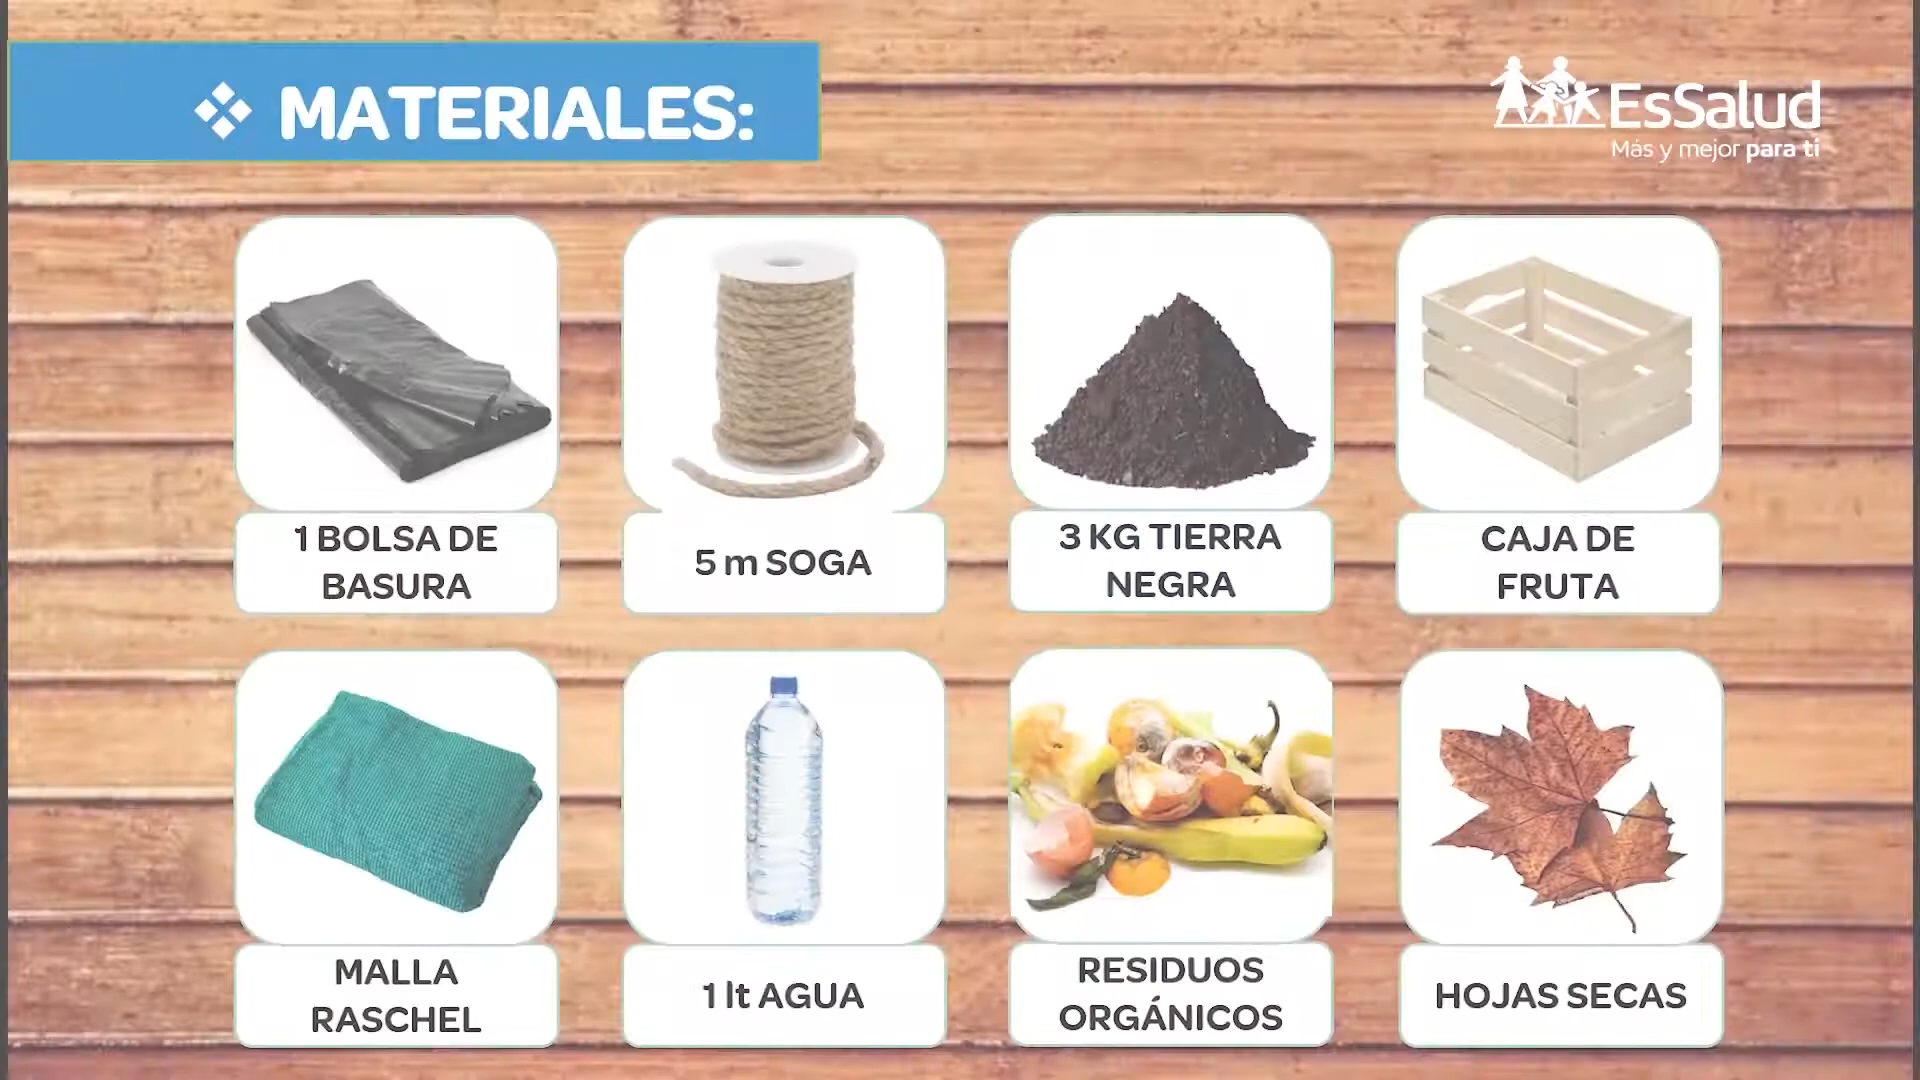 ❖ MATERIALES:
EsSalud
Más y mejor para ti
1 BOLSA DE
BASURA
5 m SOGA
3 KG TIERRA
NEGRA
CAJA DE
FRUTA
MALLA
RASCHEL
1 lt AGUA
RESIDUOS
ORGÁNICOS
HOJAS SECAS